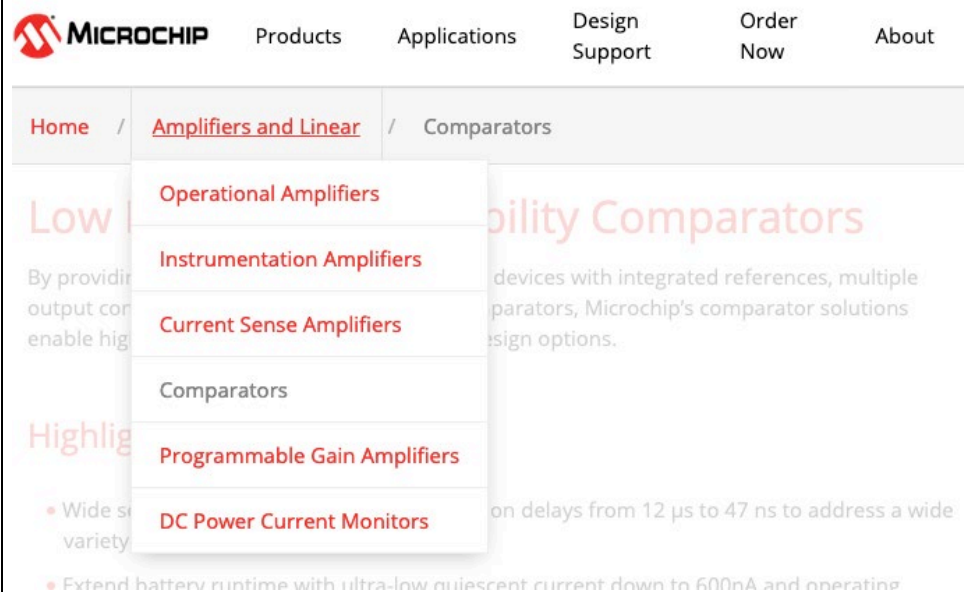 MICROCHIP
Products
Applications
Design
Support
Order
Now
About
Home / Amplifiers and Linear / Comparators
Operational Amplifiers
Instrumentation Amplifiers
Current Sense Amplifiers
Comparators
Programmable Gain Amplifiers
DC Power Current Monitors
Low bility Comparators
By providin devices with integrated references, multiple
output con parators, Microchip's comparator solutions
enable hig esign options.
Highlig
• Wide se on delays from 12 µs to 47 ns to address a wide
variety
• Extend battery runtime with ultra-low quiescent current down to 600nA and operating